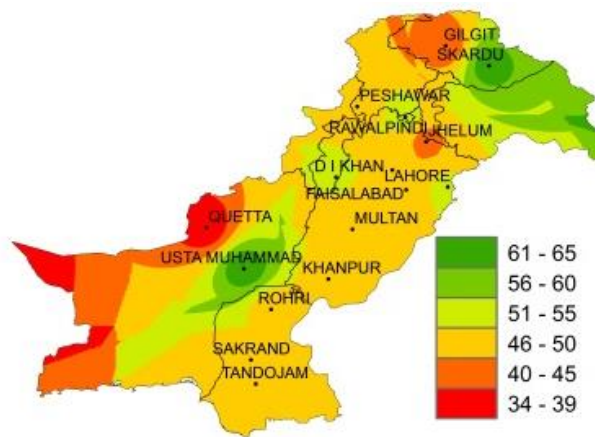 GILGIT
SKARDU
PESHAWAR
RAWALPINDI
JHELUM
D I KHAN
LAHORE
FAISALABAD
QUETTA
MULTAN
USTA MUHAMMAD
KHANPUR
ROHRI
SAKRAND
TANDOJAM
61 - 65
56 - 60
51 - 55
46 - 50
40 - 45
34 - 39